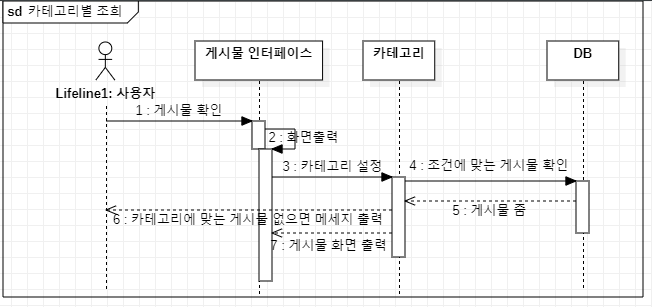 sd 카테고리별 조희
게시물 인터페이스
카테고리
DB
Lifeline1: 사용자
1 : 게시물 확인
2 : 화면출력
3 : 카테고리 설정
4 : 조건에 맞는 게시물 확인
5 : 게시물 줌
6 : 카테고리에 맞는 게시물 없으면 메세지 출력
7 : 게시물 화면 출력